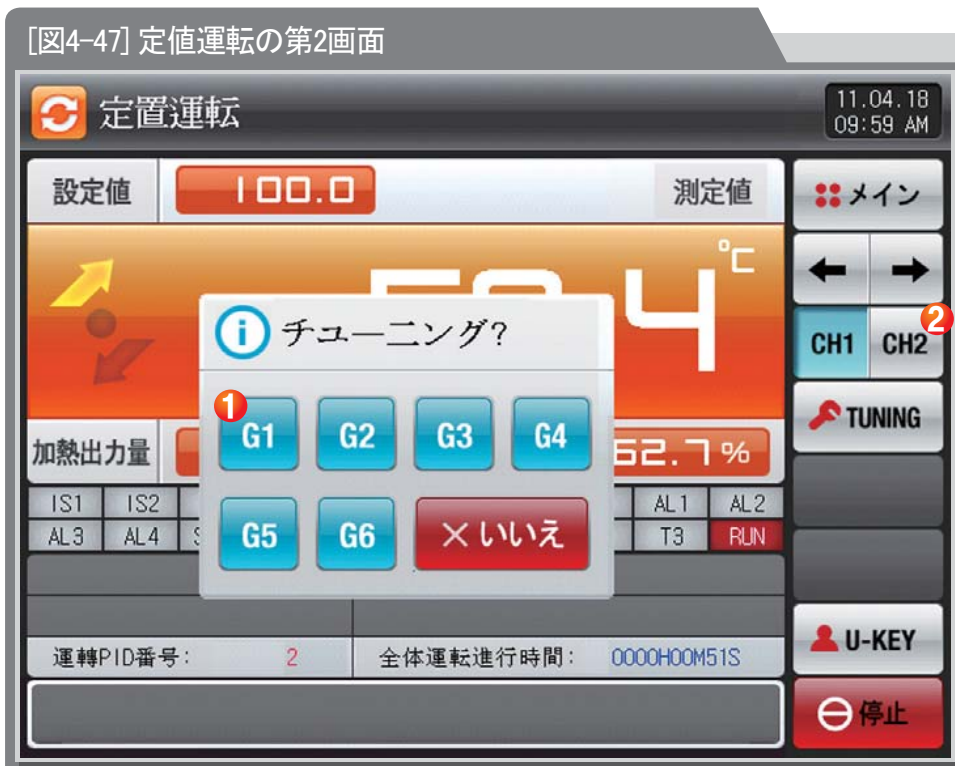 [図4-47] 定値運転の第2画面
定置運転
11.04.18
09:59 AM
設定値 100.0 測定値
メイン
℃
CH1 CH2 2
チューニング?
1
G1 G2 G3 G4
TUNING
加熱出力量 62.7%
G5 G6 ×いいえ
IS1 IS2 AL1 AL2
AL3 AL4 T3 RUN
運轉PID番号: 2 全体運転進行時間: 0000H00M51S
U-KEY
停止